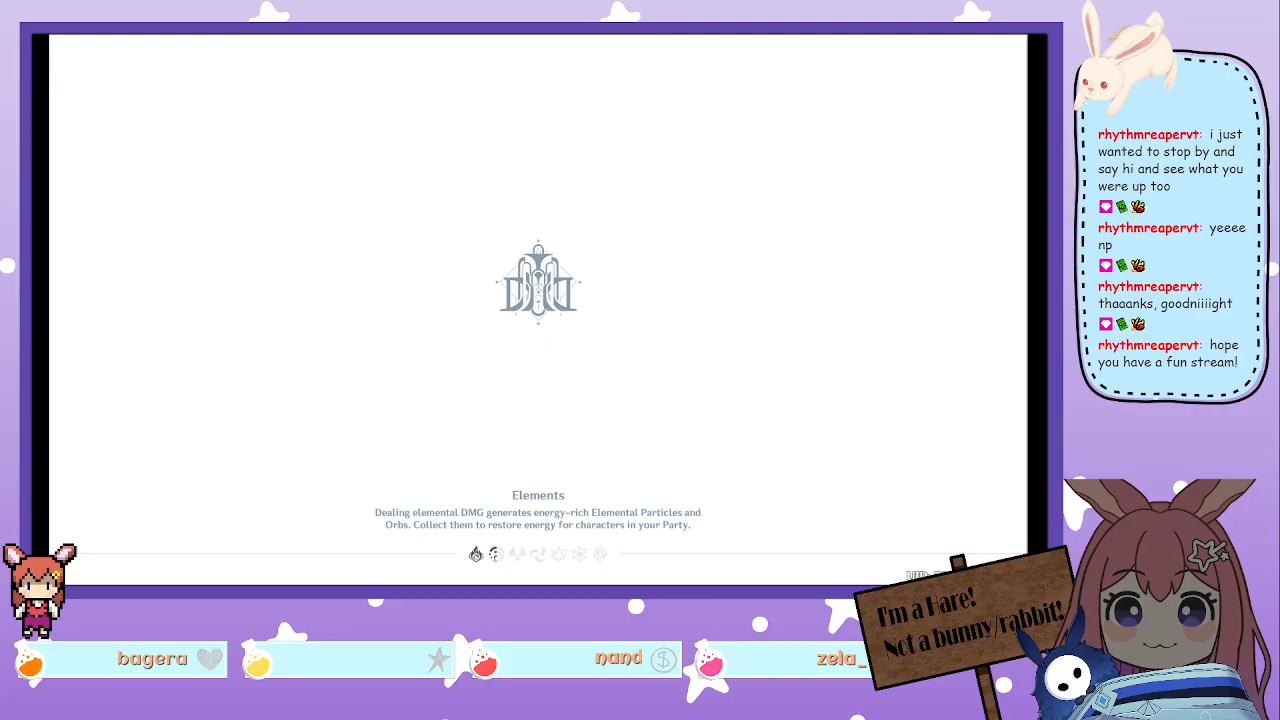 rhythmreapervt: i just
wanted to stop by and
say hi and see what you
were up too
rhythmreapervt: yeeee
np
rhythmreapervt:
thaaanks, goodniiiight
rhythmreapervt: hope
you have a fun stream!
Elements
Dealing elemental DMG generates energy-rich Elemental Particles and
Orbs. Collect them to restore energy for characters in your Party.
I'm a Hare!
Not a bunny/rabbit!
bagera
nand
zela_